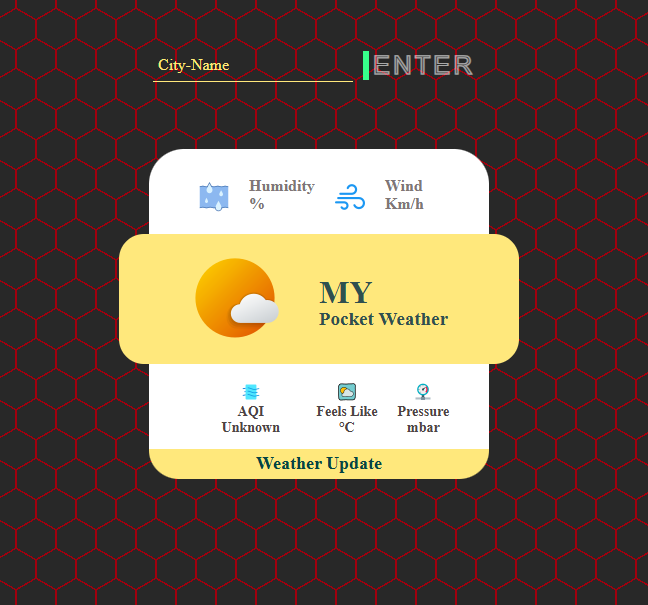 City-Name
ENTER
Humidity
%
Wind
Km/h
MY
Pocket Weather
AQI
Unknown
Feels Like
°C
Pressure
mbar
Weather Update